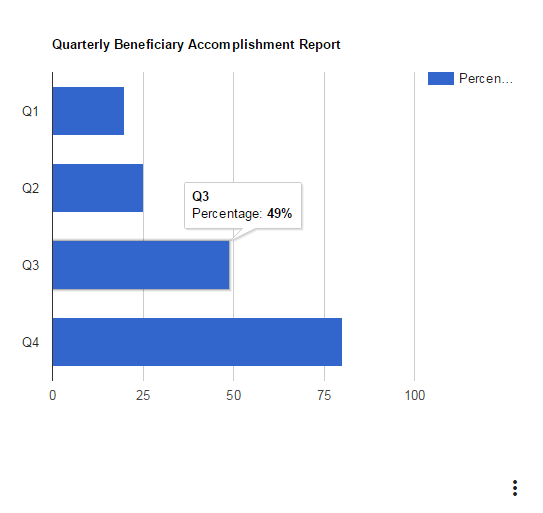 Quarterly Beneficiary Accomplishment Report
Percen...
Q1
Q2
Q3
Percentage: 49%
Q3
Q4
0 25 50 75 100